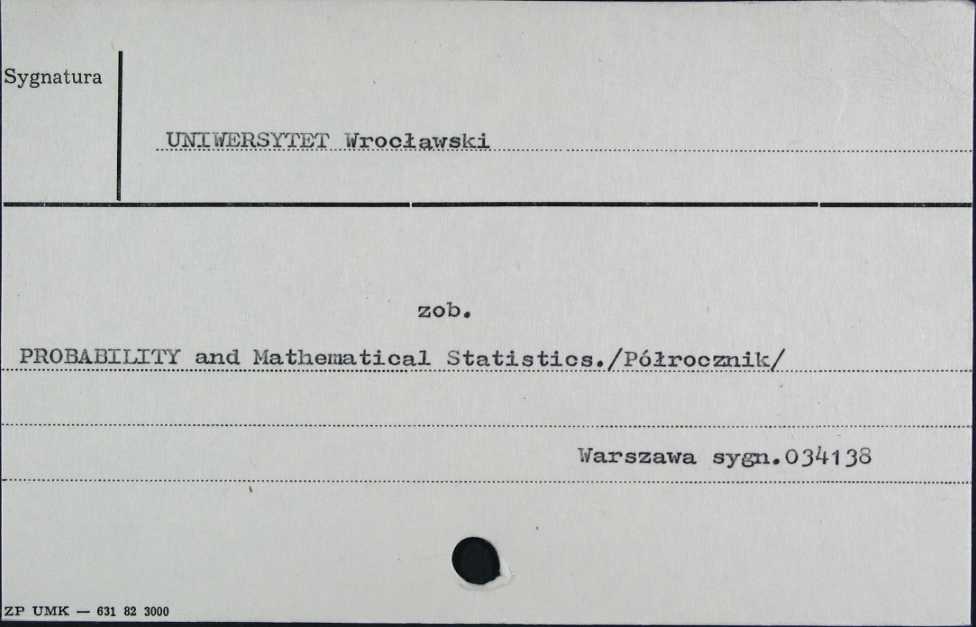 Sygnatura
UNIWERSYTET Wrocławski
zob.
PROBABILITY and Mathematical Statistics./Półrocznik/
Warszawa sygn.034138
ZP UMK — 631 82 3000